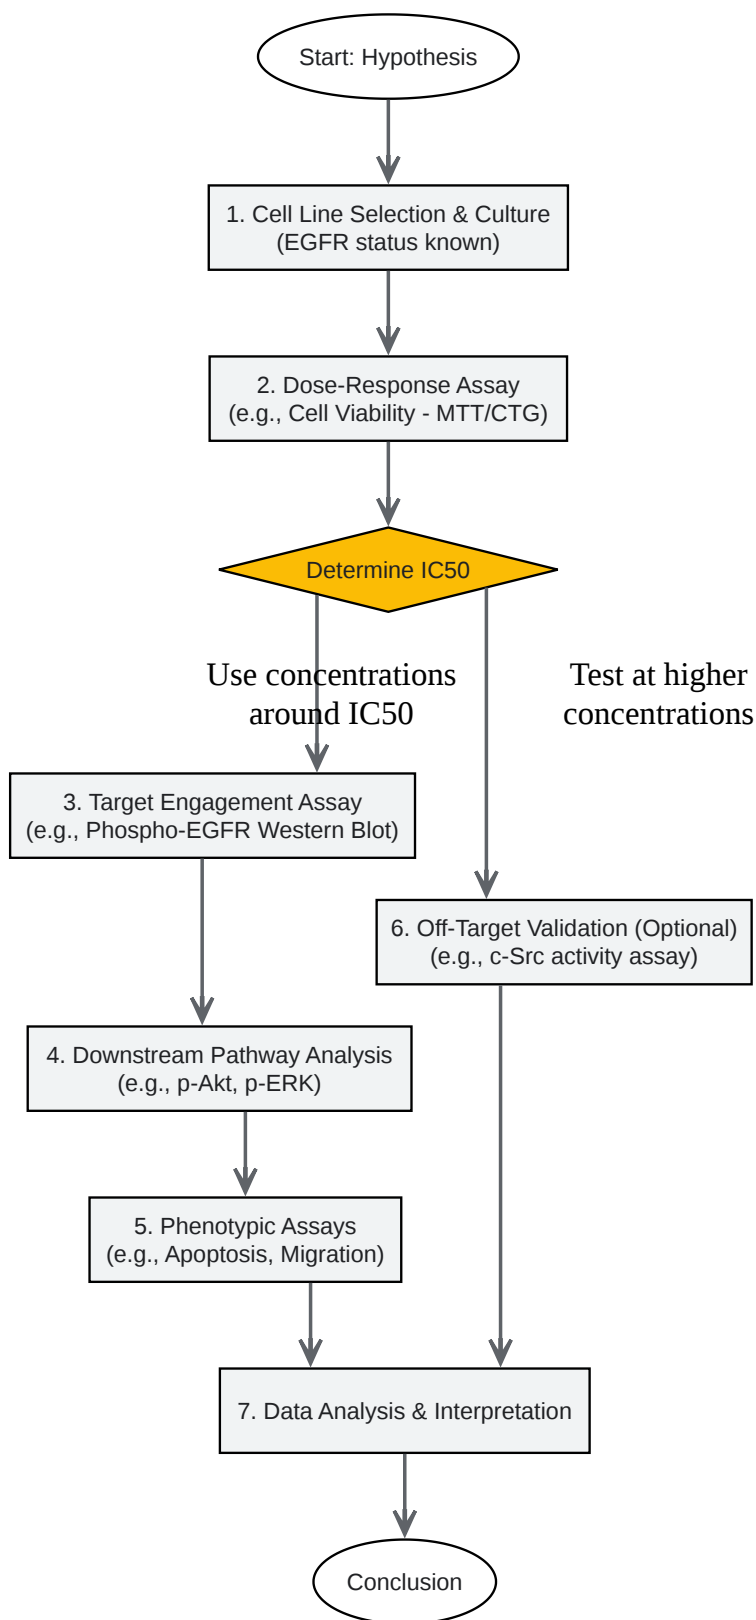 Start: Hypothesis
1. Cell Line Selection & Culture
(EGFR status known)
2. Dose-Response Assay
(e.g., Cell Viability - MTT/CTG)
Determine IC50
Use concentrations
around IC50
Test at higher
concentrations
3. Target Engagement Assay
(e.g., Phospho-EGFR Western Blot)
6. Off-Target Validation (Optional)
(e.g., c-Src activity assay)
4. Downstream Pathway Analysis
(e.g., p-Akt, p-ERK)
5. Phenotypic Assays
(e.g., Apoptosis, Migration)
7. Data Analysis & Interpretation
Conclusion